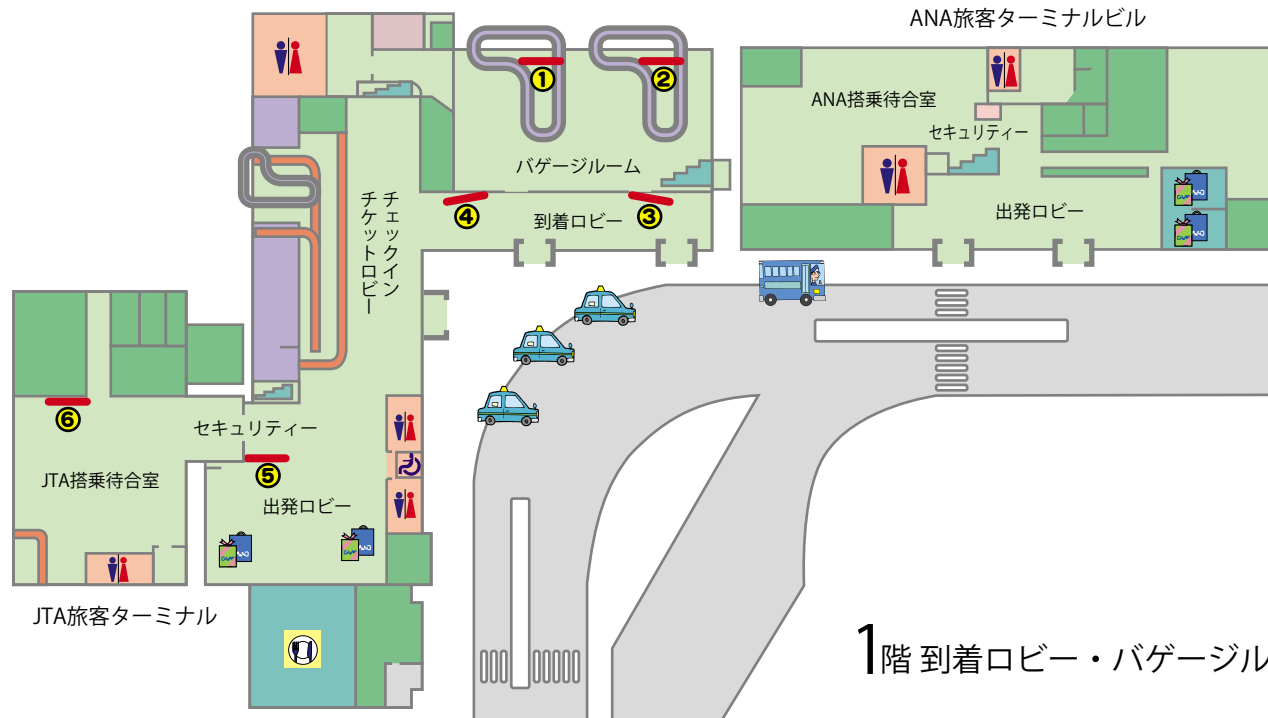 ANA旅客ターミナルビル
①
②
ANA搭乗待合室
セキュリティー
バゲージルーム
チェックイン
チケットロビー
④
③
到着ロビー
出発ロビー
⑥
セキュリティー
⑤
JTA搭乗待合室
出発ロビー
JTA旅客ターミナル
1階 到着ロビー・バゲージル